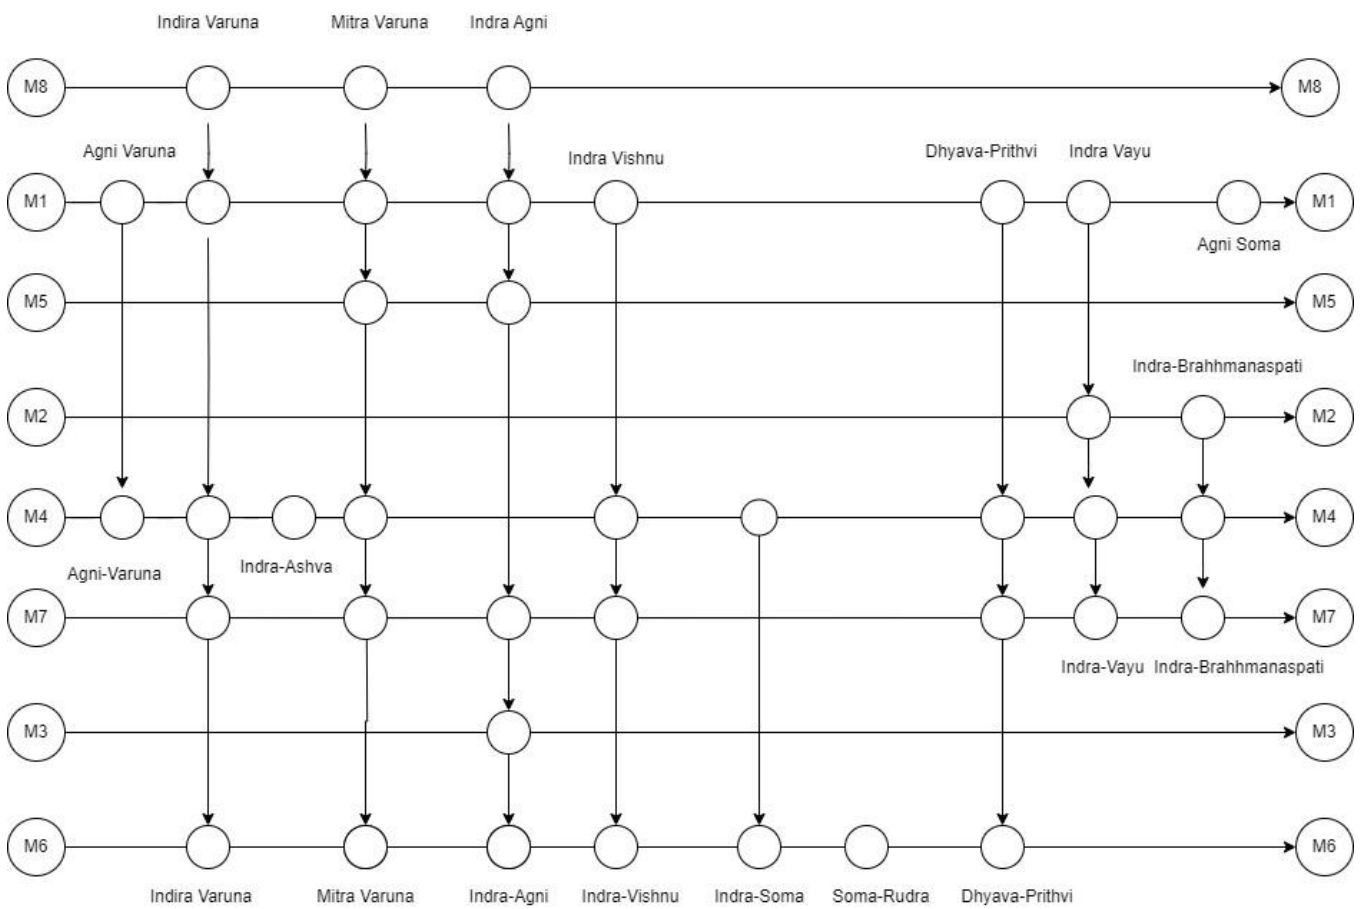 Indira Varuna
Mitra Varuna
Indra Agni
M8
M8
Agni Varuna
Indra Vishnu
Dhyava-Prithvi
Indra Vayu
M1
M1
Agni Soma
M5
M5
Indra-Brahhmanaspati
M2
M2
M4
M4
Agni-Varuna
Indra-Ashva
M7
M7
Indra-Vayu
Indra-Brahhmanaspati
M3
M3
M6
M6
Indira Varuna
Mitra Varuna
Indra-Agni
Indra-Vishnu
Indra-Soma
Soma-Rudra
Dhyava-Prithvi